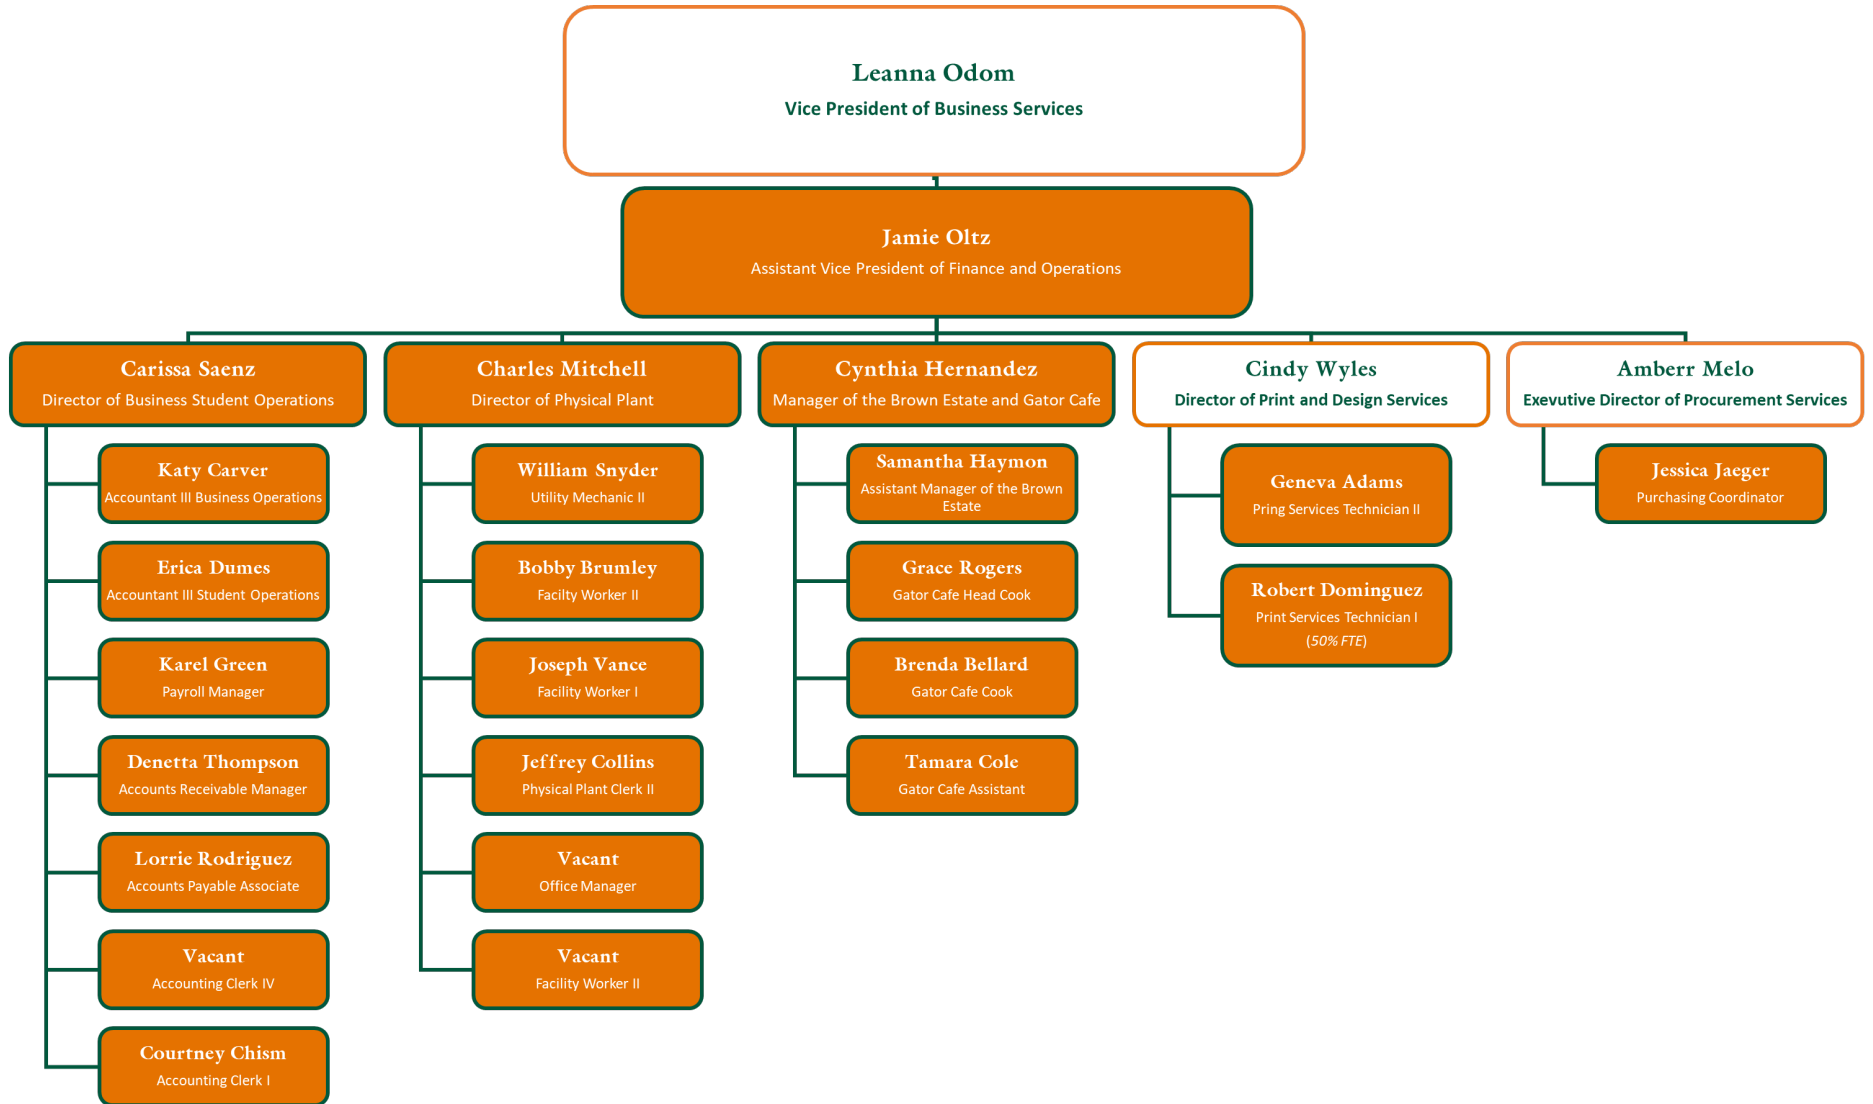 Leanna Odom
Vice President of Business Services
Jamie Oltz
Assistant Vice President of Finance and Operations
Carissa Saenz
Director of Business Student Operations
Katy Carver
Accountant III Business Operations
Erica Dumes
Accountant III Student Operations
Karel Green
Payroll Manager
Denetta Thompson
Accounts Receivable Manager
Lorrie Rodriguez
Accounts Payable Associate
Vacant
Accounting Clerk IV
Courtney Chism
Accounting Clerk I
Charles Mitchell
Director of Physical Plant
William Snyder
Utility Mechanic II
Bobby Brumley
Facilty Worker II
Joseph Vance
Facility Worker I
Jeffrey Collins
Physical Plant Clerk II
Vacant
Office Manager
Vacant
Facility Worker II
Cynthia Hernandez
Manager of the Brown Estate and Gator Cafe
Samantha Haymon
Assistant Manager of the Brown
Estate
Grace Rogers
Gator Cafe Head Cook
Brenda Bellard
Gator Cafe Cook
Tamara Cole
Gator Cafe Assistant
Cindy Wyles
Director of Print and Design Services
Geneva Adams
Pring Services Technician II
Robert Dominguez
Print Services Technician I
(50% FTE)
Amberr Melo
Exevutive Director of Procurement Services
Jessica Jaeger
Purchasing Coordinator